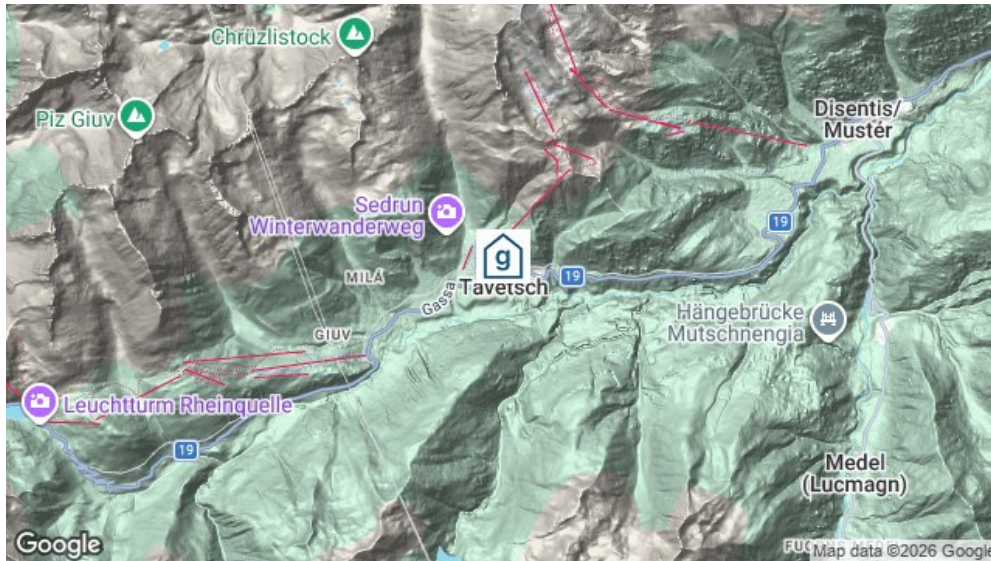 Chrüzlistock
Piz Giuv
Disentis/
Mustér
Sedrun
Winterwanderweg
19
g
MILÁ
Tavetsch
19
Gassa
Hängebrücke
Mutschnengia
GIUV
Leuchtturm Rheinquelle
19
Medel
(Lucmagn)
Google
Map data ©2026 Google